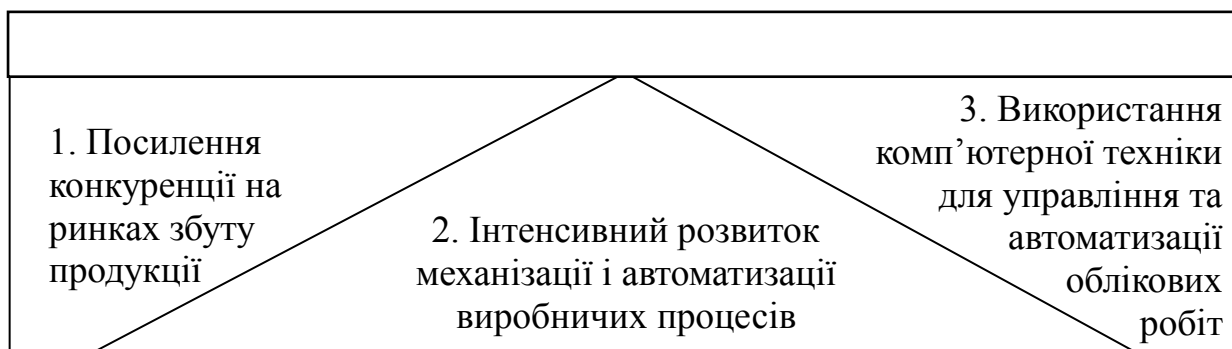 1. Посилення
конкуренції на
ринках збуту
продукції
2. Інтенсивний розвиток
механізації і автоматизації
виробничих процесів
3. Використання
комп’ютерної техніки
для управління та
автоматизації
облікових
робіт